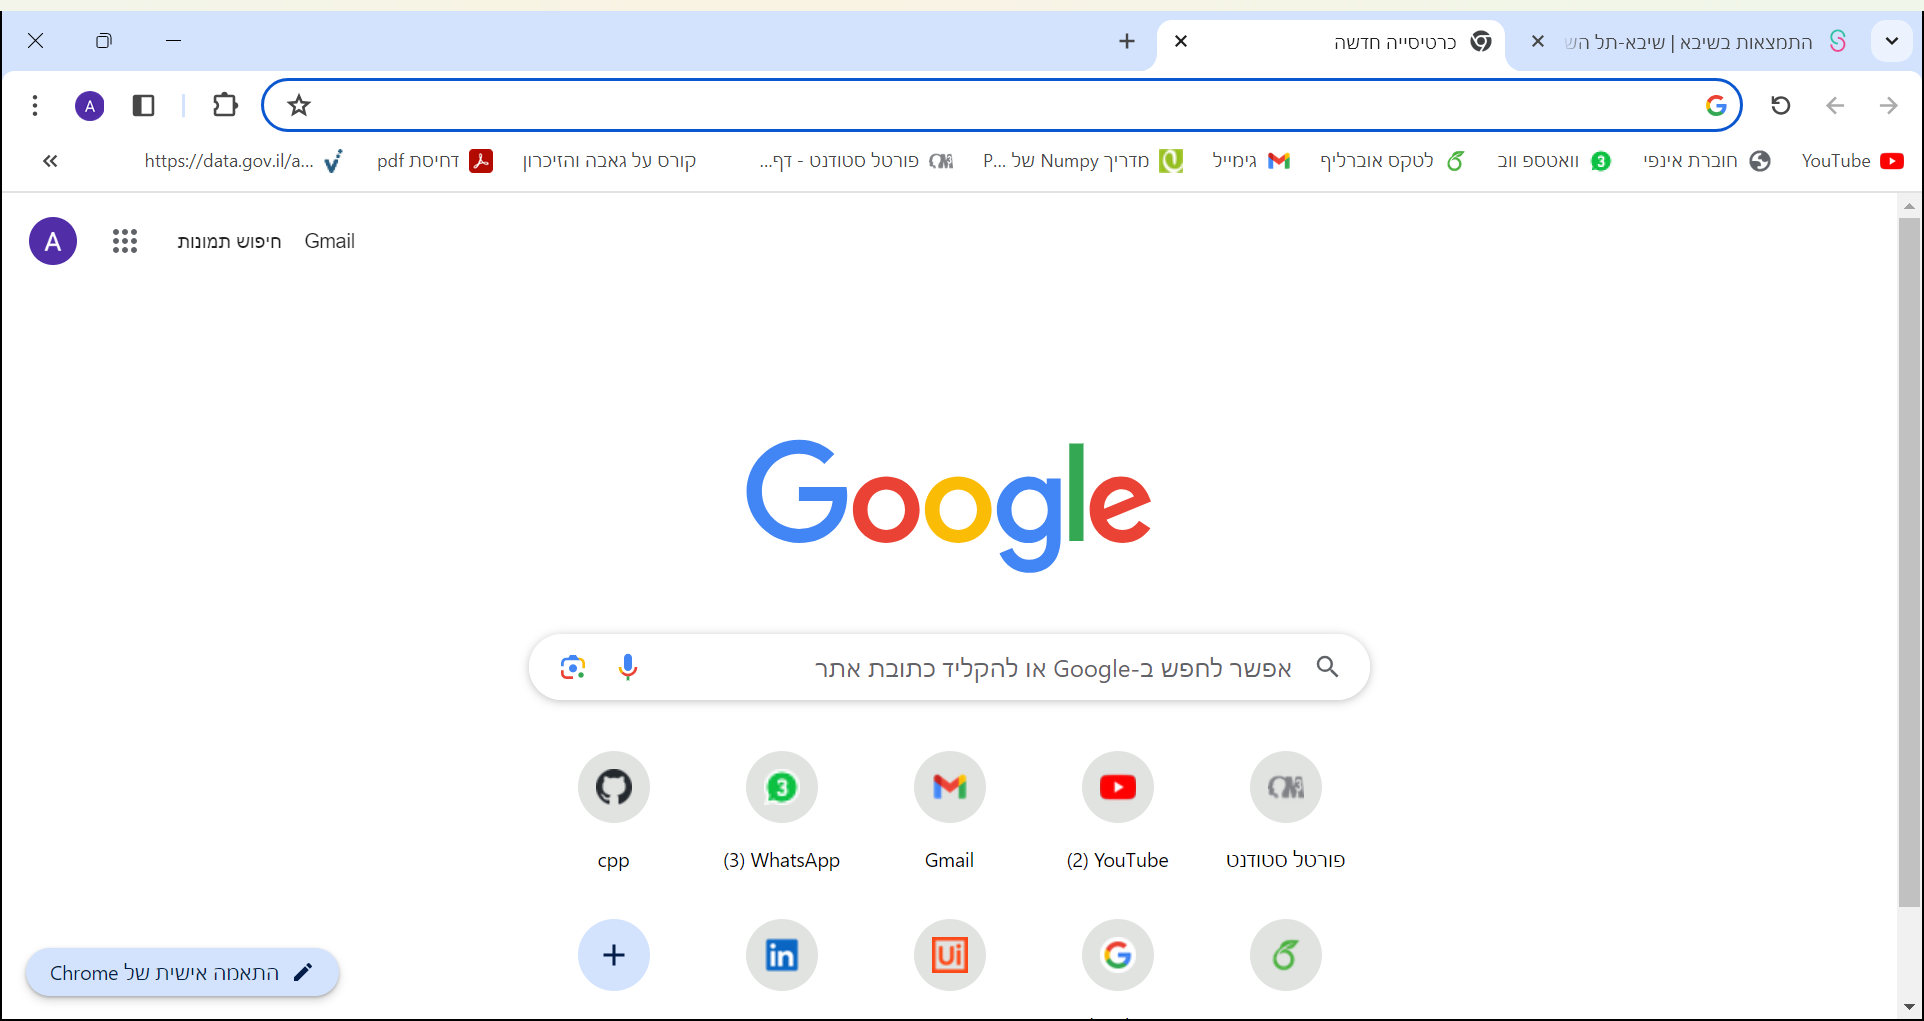 התמצאות בשיבא | שיבא-תל הש
כרטיסייה חדשה
A
YouTube
חוברת אינפי
וואטספ ווב
לטקס אוברליף
גימייל
מדריך Numpy של P...
פורטל סטודנט - דף...
קורס על גאבה והזיכרון
דחיסת pdf
https://data.gov.il/a...
Gmail
חיפוש תמונות
A
Google
אפשר לחפש ב-Google או להקליד כתובת אתר
פורטל סטודנט
(2) YouTube
Gmail
(3) WhatsApp
cpp
התאמה אישית של Chrome